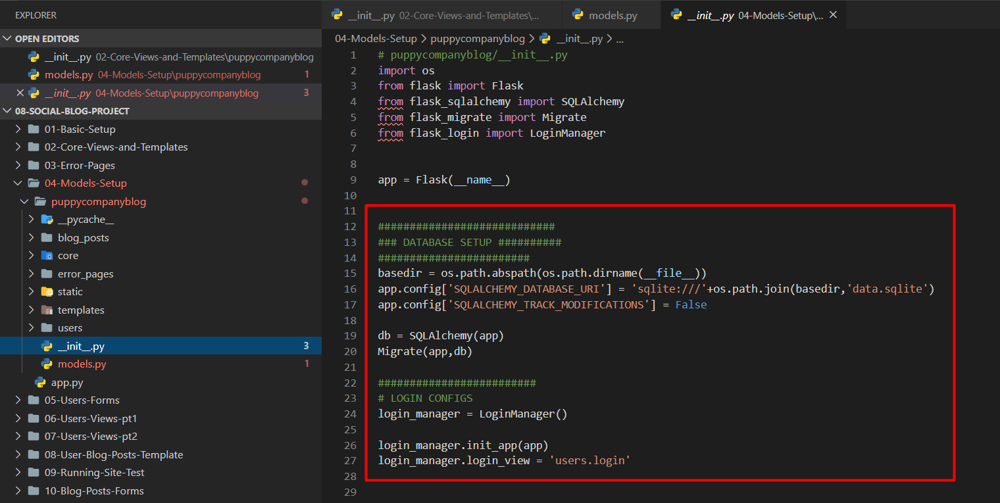 EXPLORER
OPEN EDITORS
__init__.py 02-Core-Views-and-Templates\puppycompanyblog
models.py 04-Models-Setup\puppycompanyblog 1
__init__.py 04-Models-Setup\puppycompanyblog 3
08-SOCIAL-BLOG-PROJECT
01-Basic-Setup
02-Core-Views-and-Templates
03-Error-Pages
04-Models-Setup
puppycompanyblog
__pycache__
blog_posts
core
error_pages
static
templates
users
__init__.py 3
models.py 1
app.py
05-Users-Forms
06-Users-Views-pt1
07-Users-Views-pt2
08-User-Blog-Posts-Template
09-Running-Site-Test
10-Blog-Posts-Forms
__init__.py 02-Core-Views-and-Templates\... models.py __init__.py 04-Models-Setup\...
04-Models-Setup > puppycompanyblog > __init__.py > ...
1 # puppycompanyblog/__init__.py
2 import os
3 from flask import Flask
4 from flask_sqlalchemy import SQLAlchemy
5 from flask_migrate import Migrate
6 from flask_login import LoginManager
7
8
9 app = Flask(__name__)
10
11
12 ############################
13 ### DATABASE SETUP ##########
14 ########################
15 basedir = os.path.abspath(os.path.dirname(__file__))
16 app.config['SQLALCHEMY_DATABASE_URI'] = 'sqlite:///'+os.path.join(basedir,'data.sqlite')
17 app.config['SQLALCHEMY_TRACK_MODIFICATIONS'] = False
18
19 db = SQLAlchemy(app)
20 Migrate(app,db)
21
22 #########################
23 # LOGIN CONFIGS
24 login_manager = LoginManager()
25
26 login_manager.init_app(app)
27 login_manager.login_view = 'users.login'
28
29